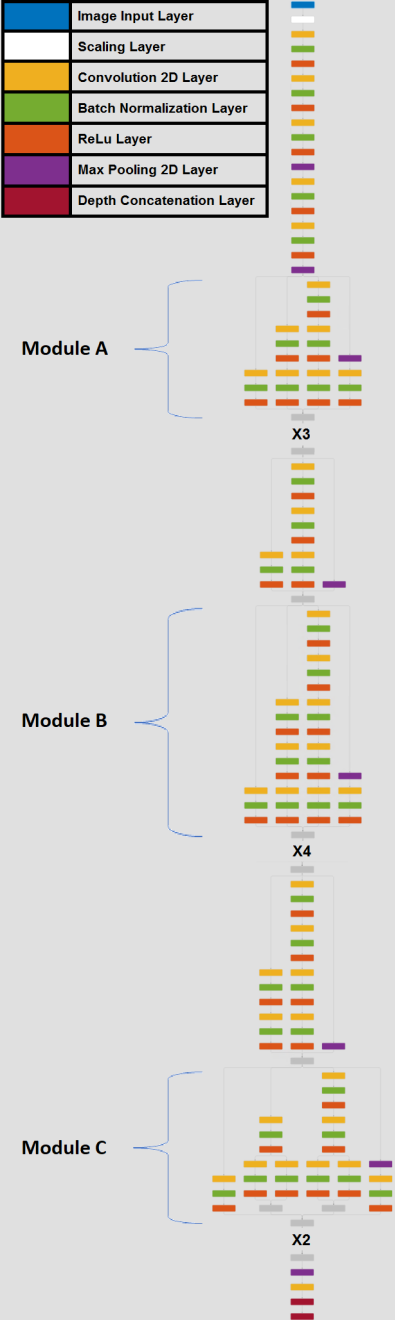 Image Input Layer
Scaling Layer
Convolution 2D Layer
Batch Normalization Layer
ReLu Layer
Max Pooling 2D Layer
Depth Concatenation Layer
Module A
X3
Module B
X4
Module C
X2